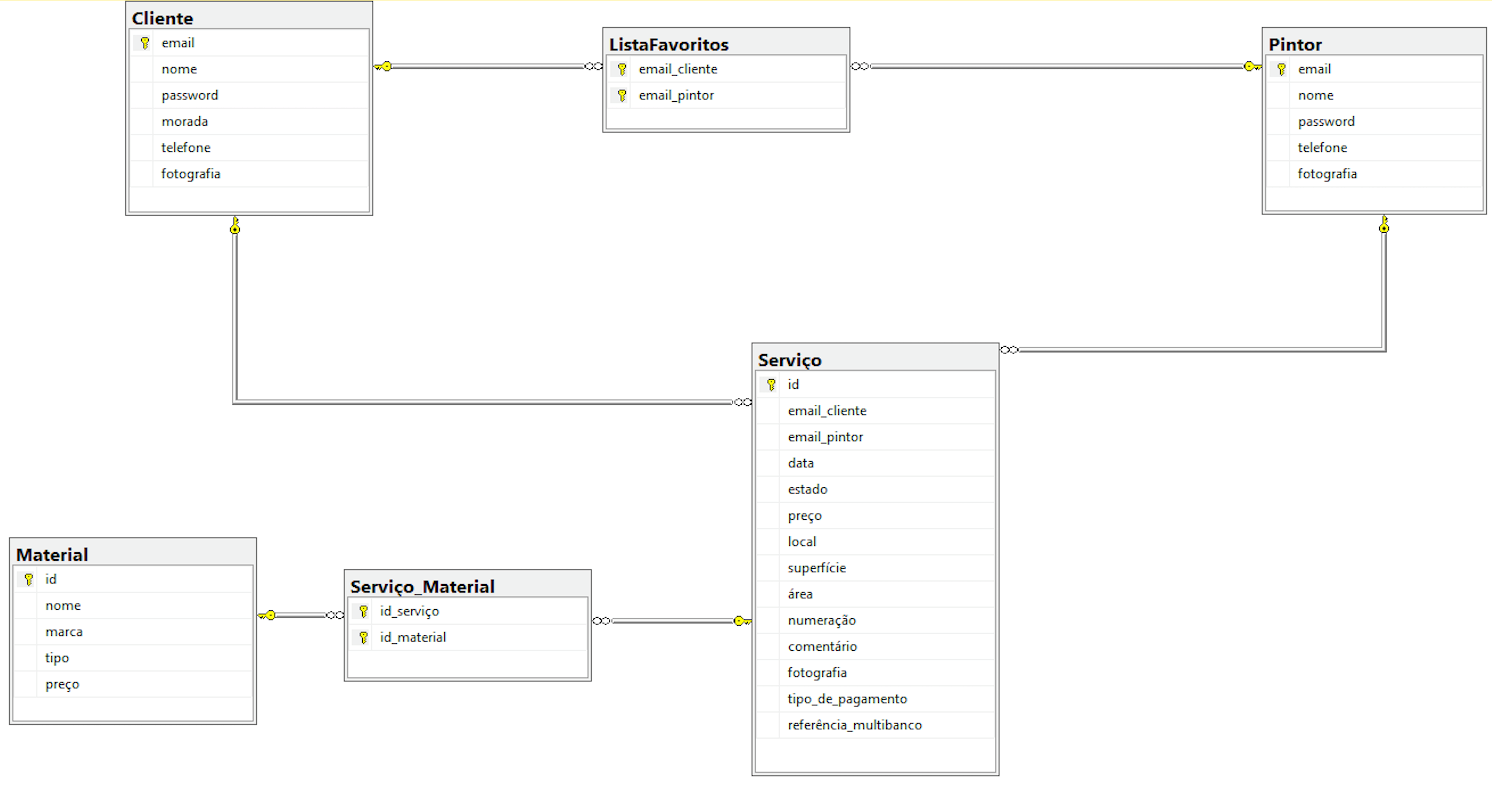 Cliente
email
nome
password
morada
telefone
fotografia
ListaFavoritos
email_cliente
email_pintor
Pintor
email
nome
password
telefone
fotografia
Serviço
id
email_cliente
email_pintor
data
estado
preço
local
superfície
área
numeração
comentário
fotografia
tipo_de_pagamento
referência_multibanco
Material
id
nome
marca
tipo
preço
Serviço_Material
id_serviço
id_material